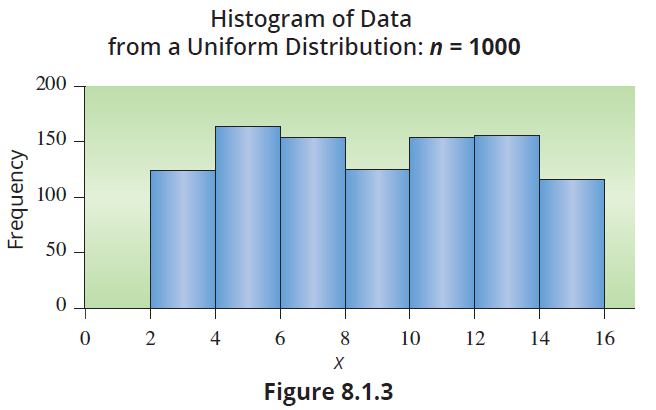 Histogram of Data
from a Uniform Distribution: n = 1000
200
150
100
50
0
Frequency
0 2 4 6 8 10 12 14 16
X
Figure 8.1.3